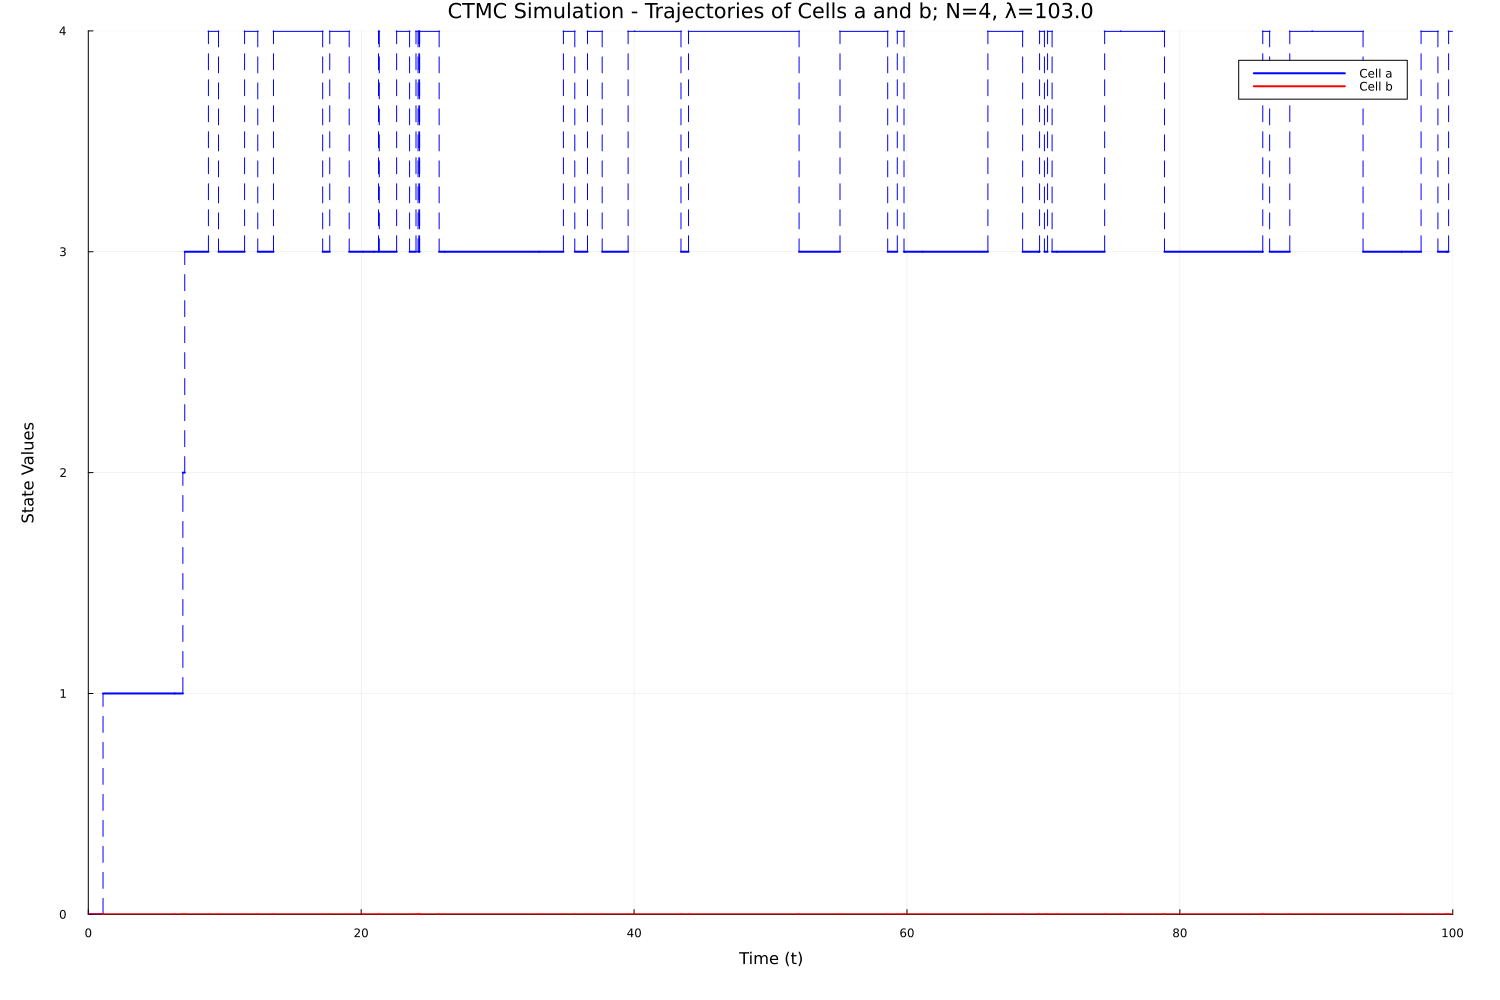 CTMC Simulation - Trajectories of Cells a and b; N=4, λ=103.0
4
Cell a
Cell b
3
State Values
2
1
0
0 20 40 60 80 100
Time (t)